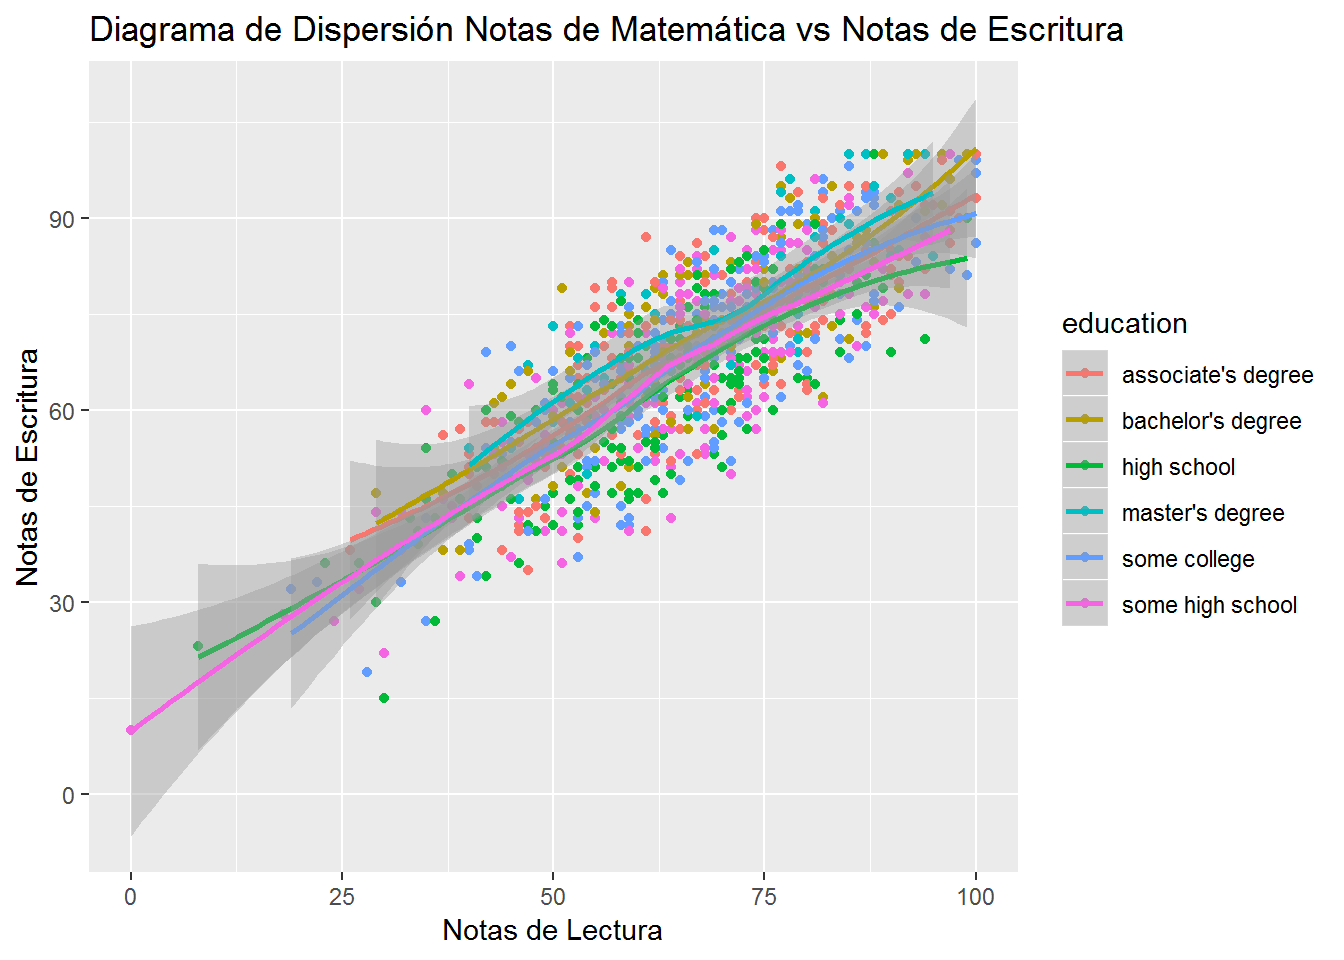 Diagrama de Dispersión Notas de Matemática vs Notas de Escritura
Notas de Escritura
90
60
30
0
0 25 50 75 100
Notas de Lectura
education
associate's degree
bachelor's degree
high school
master's degree
some college
some high school